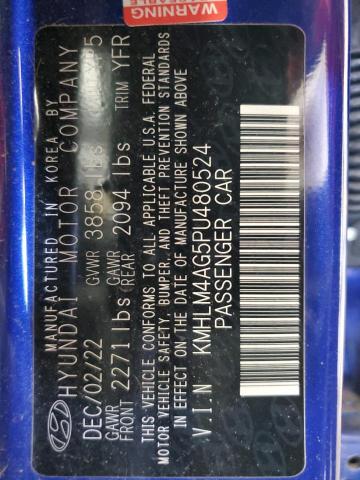 WARNING
MANUFACTURED IN KOREA BY
HYUNDAI MOTOR COMPANY
DEC/02/22 GVWR 3858 lbs
GAWR FRONT 2271lbs GAWR REAR 2094 lbs TRIM YFR
THIS VEHICLE CONFORMS TO ALL APPLICABLE U.S.A. FEDERAL
MOTOR VEHICLE SAFETY, BUMPER, AND THEFT PREVENTION STANDARDS
IN EFFECT ON THE DATE OF MANUFACTURE SHOWN ABOVE
V I N KMHLM4AG5PU480524
PASSENGER CAR